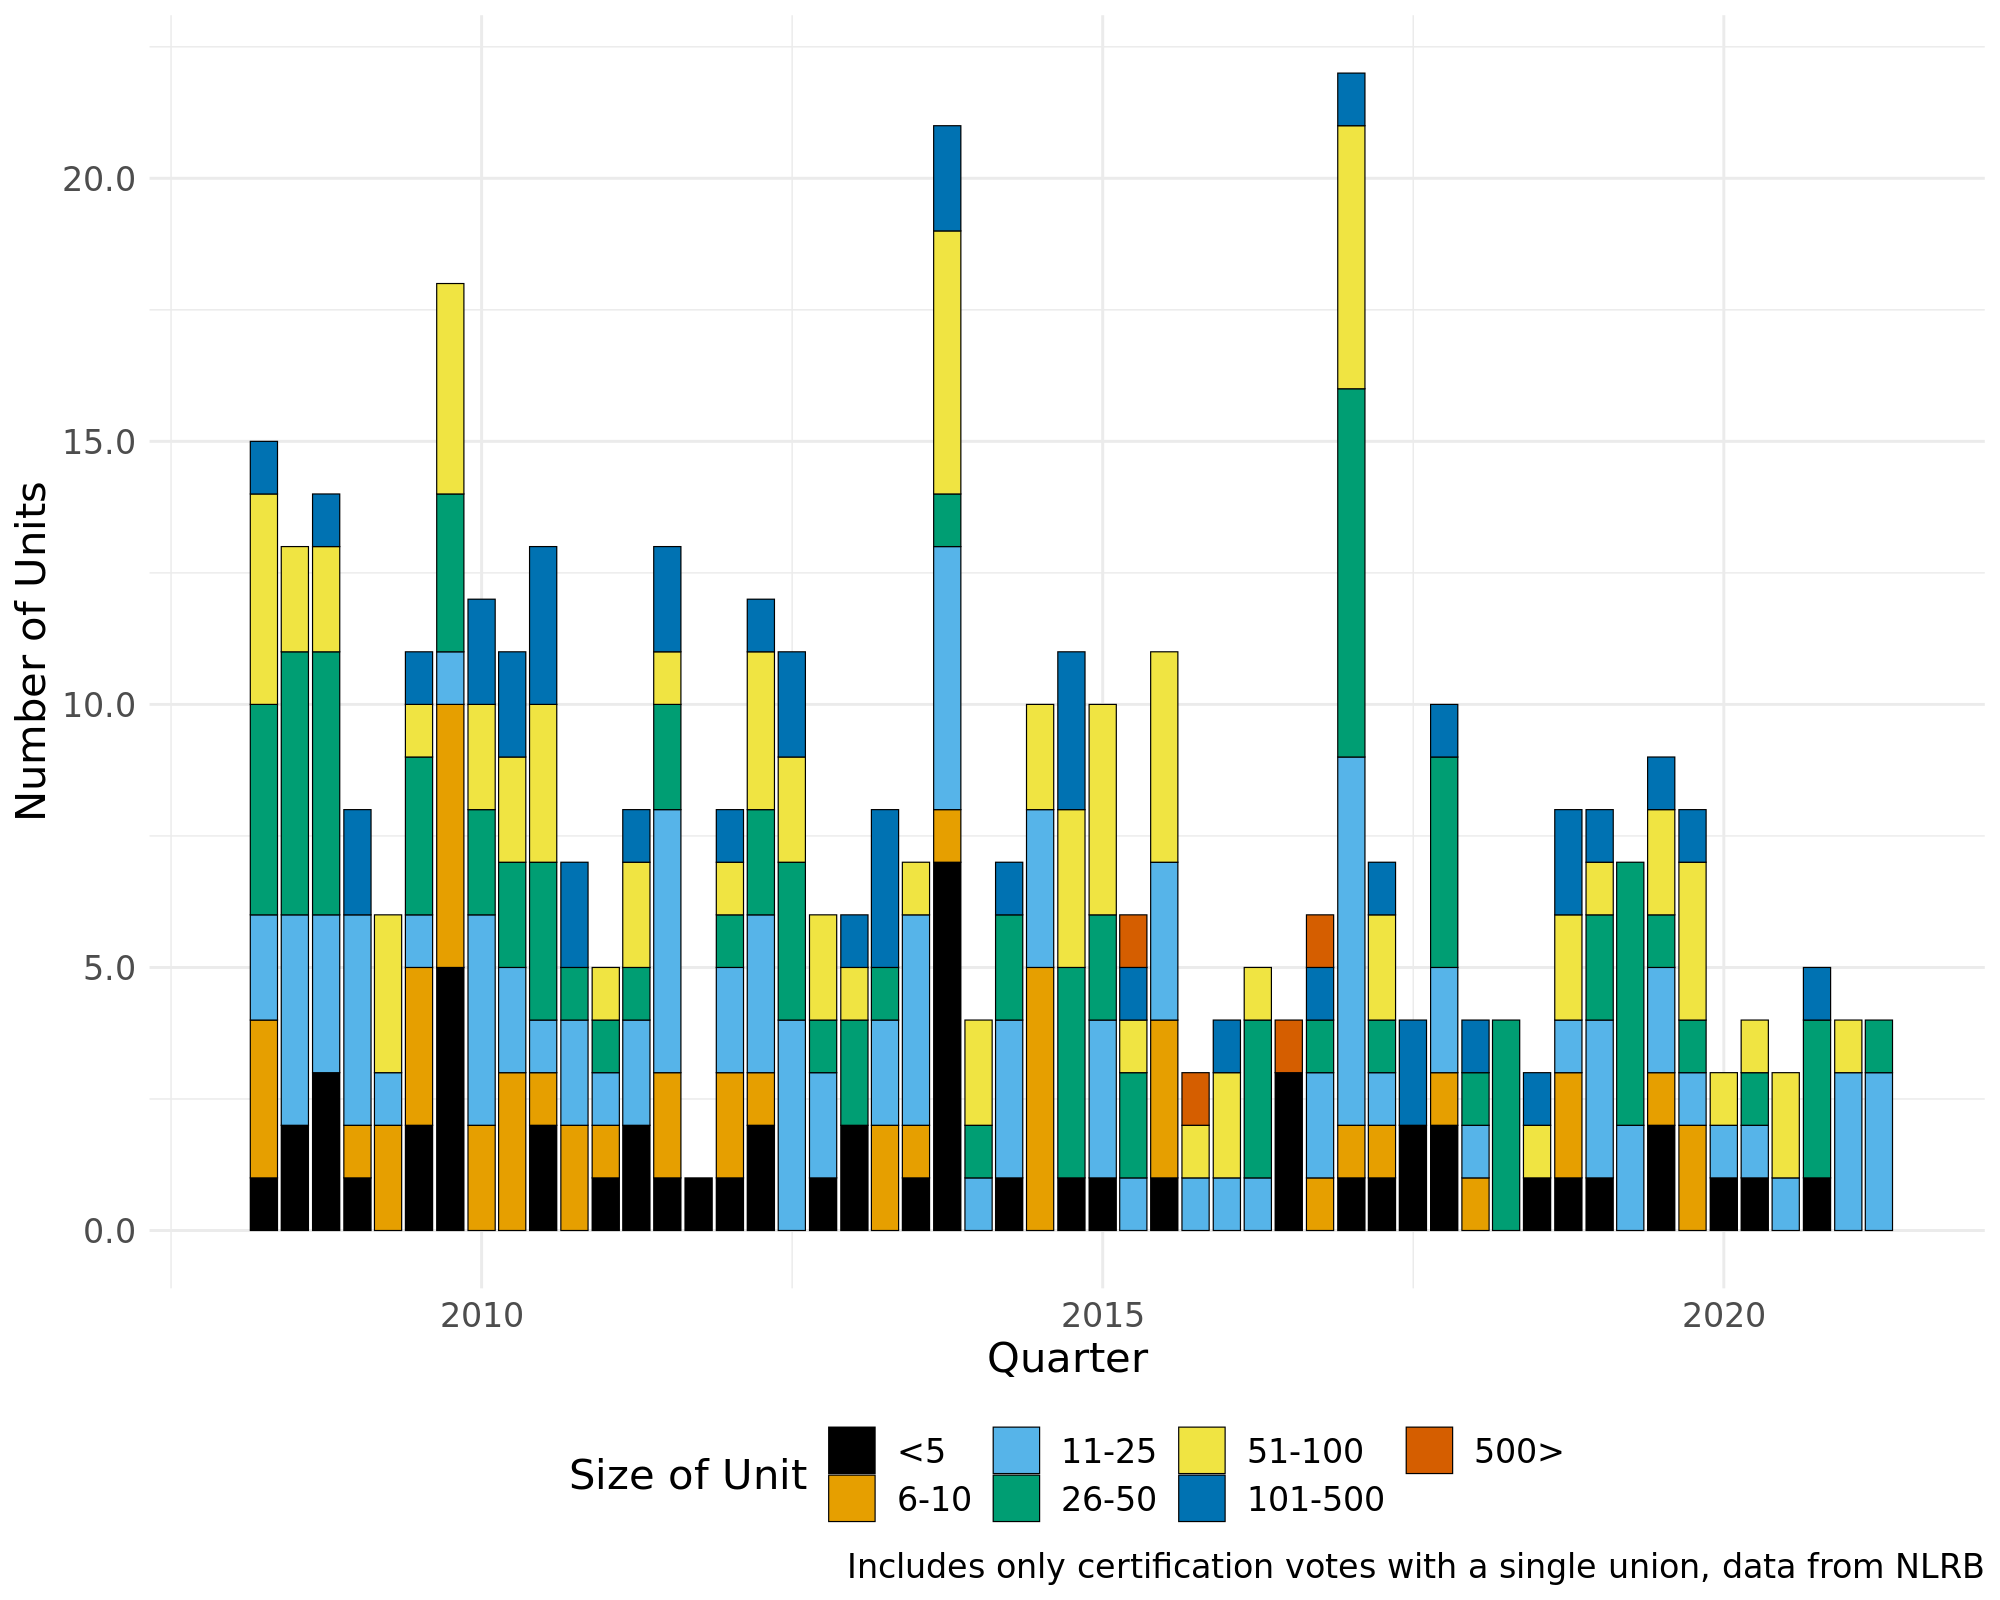 Number of Units
20.0
15.0
10.0
5.0
0.0
2010 2015 2020
Quarter
Size of Unit
<5 11-25 51-100 500>
6-10 26-50 101-500
Includes only certification votes with a single union, data from NLRB